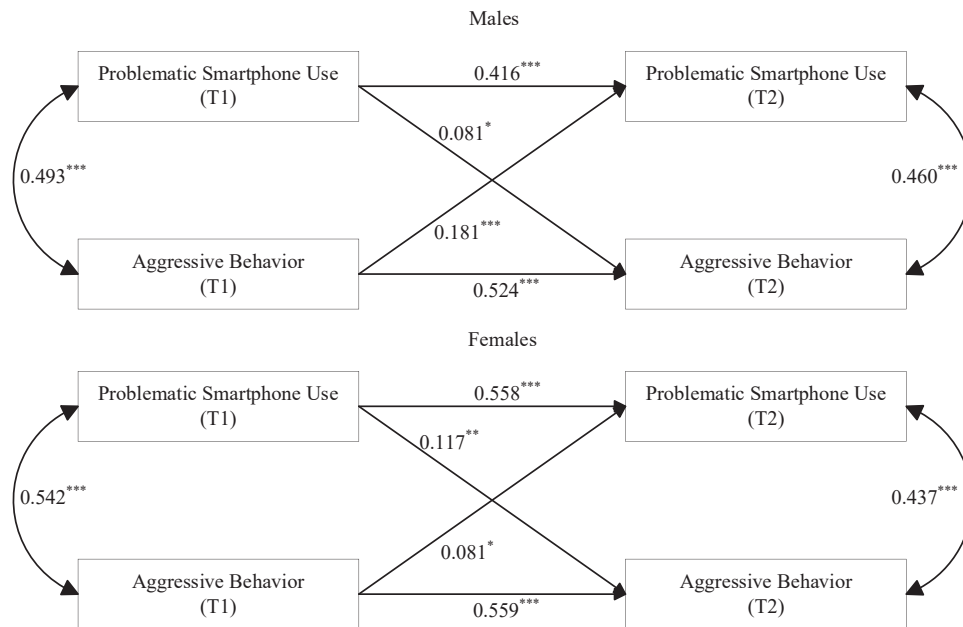 Males
Problematic Smartphone Use
(T1)
0.416***
Problematic Smartphone Use
(T2)
0.081*
0.493***
0.460***
0.181***
Aggressive Behavior
(T1)
0.524***
Aggressive Behavior
(T2)
Females
Problematic Smartphone Use
(T1)
0.558***
Problematic Smartphone Use
(T2)
0.117**
0.542***
0.437***
0.081*
Aggressive Behavior
(T1)
0.559***
Aggressive Behavior
(T2)